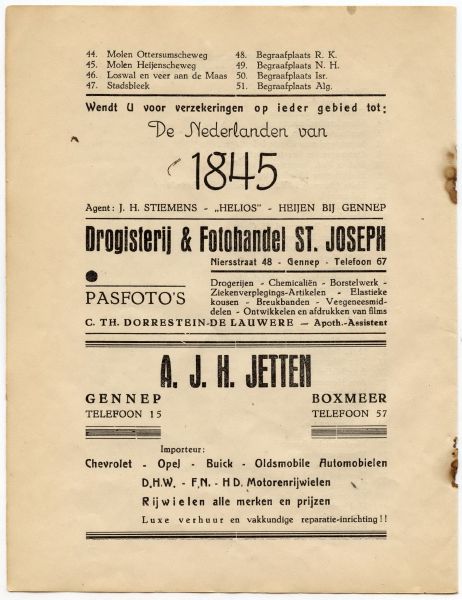 44. Molen Ottersumscheweg
45. Molen Heijenscheweg
46. Loswal en veer aan de Maas
47. Stadsbleek
48. Begraafplaats R. K.
49. Begraafplaats N. H.
50. Begraafplaats Isr.
51. Begraafplaats Alg.
Wendt U voor verzekeringen op ieder gebied tot:
De Nederlanden van
1845
Agent: J. H. STIEMENS - „HELIOS" - HEIJEN BIJ GENNEP
Drogisterij & Fotohandel ST. JOSEPH
Niersstraat 48 - Gennep - Telefoon 67
PASFOTO'S
Drogerijen - Chemicaliën - Borstelwerk -
Ziekenverplegings-Artikelen - Elastieke
kousen - Breukbanden - Veegeneesmid-
delen - Ontwikkelen en afdrukken van films
C. TH. DORRESTEIN-DE LAUWERE — Apoth.-Assistent
A. J. H. JETTEN
GENNEP
TELEFOON 15
BOXMEER
TELEFOON 57
Importeur:
Chevrolet - Opel - Buick - Oldsmobile Automobielen
D.H.W. - F.N. - H D. Motorenrijwielen
Rijwielen alle merken en prijzen
Luxe verhuur en vakkundige reparatie-inrichting!!